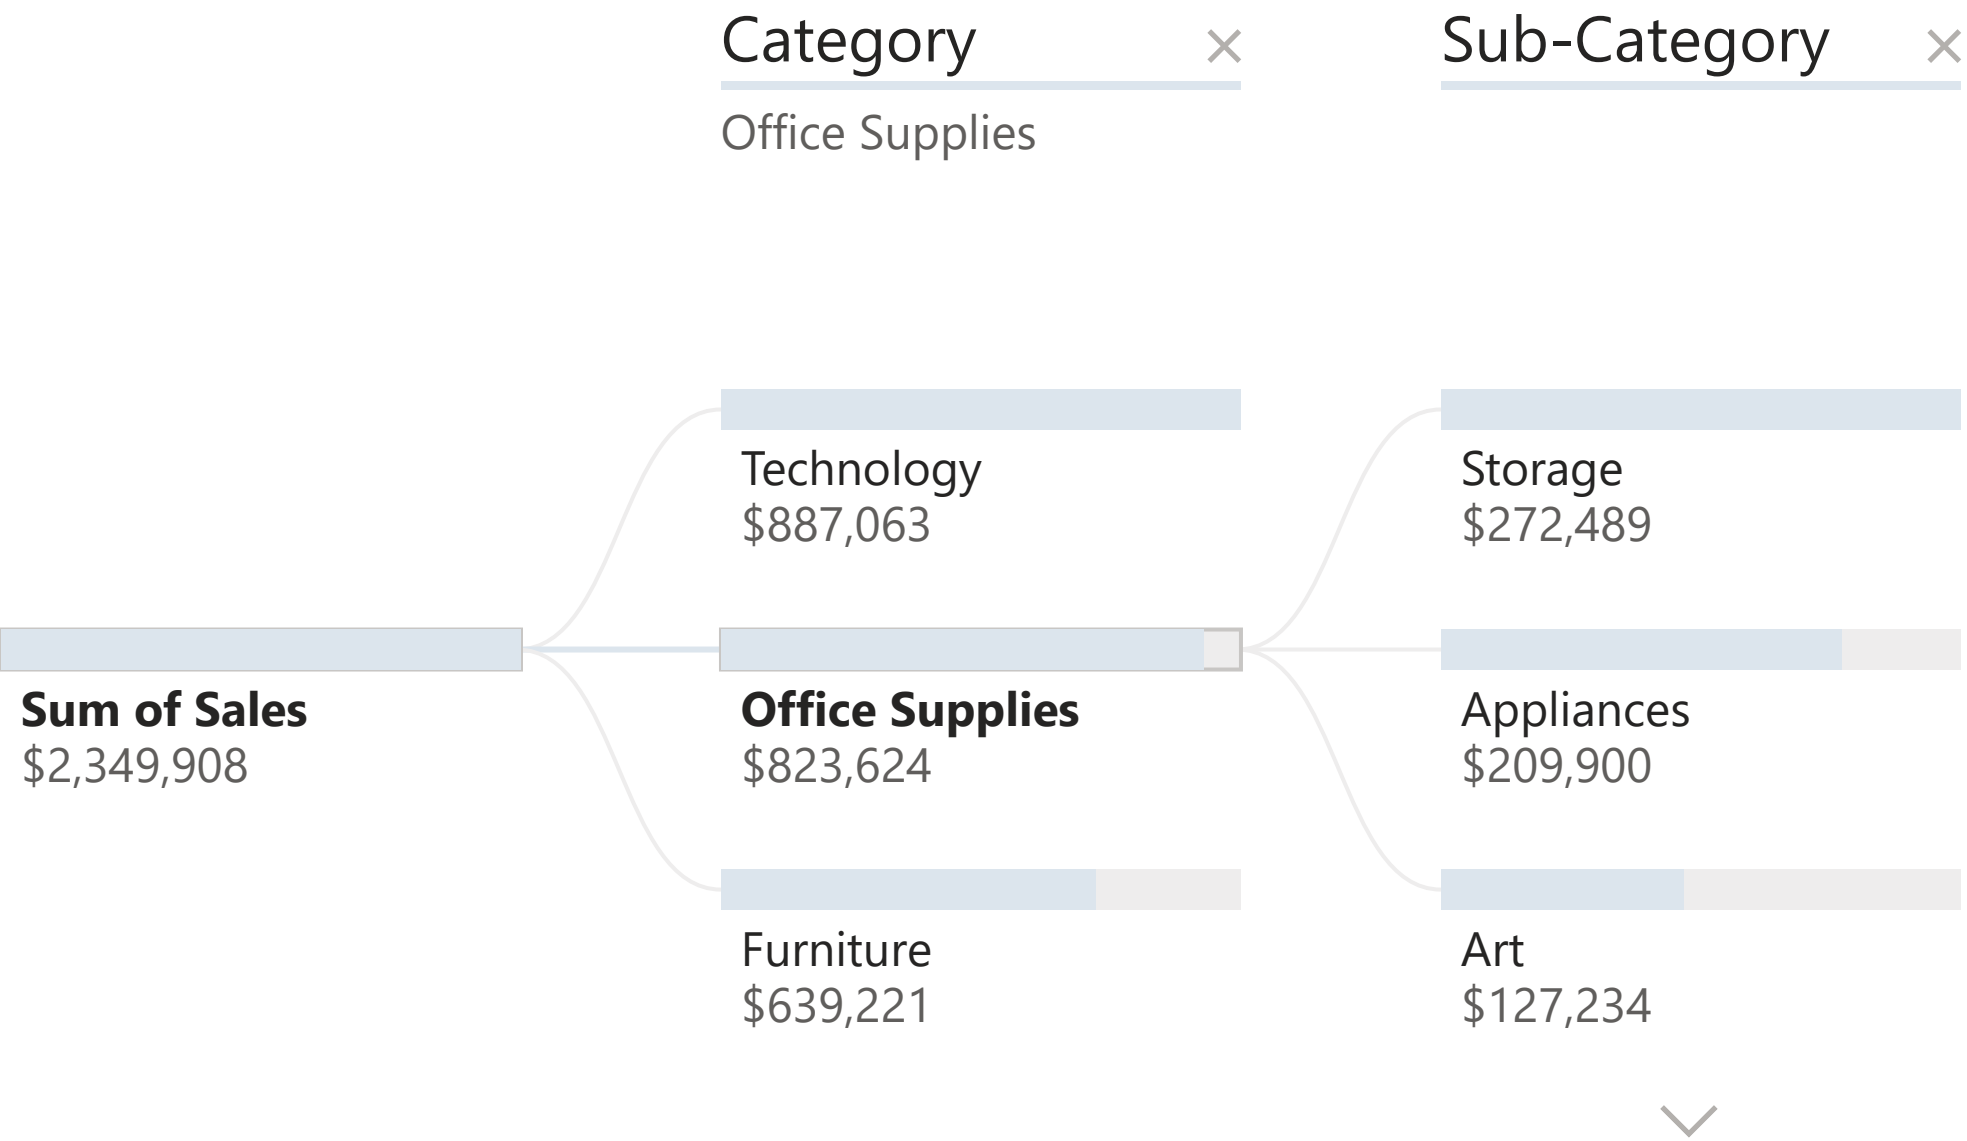 Category
Sub-Category
Office Supplies
Technology
$887,063
Storage
$272,489
Sum of Sales
$2,349,908
Office Supplies
$823,624
Appliances
$209,900
Furniture
$639,221
Art
$127,234